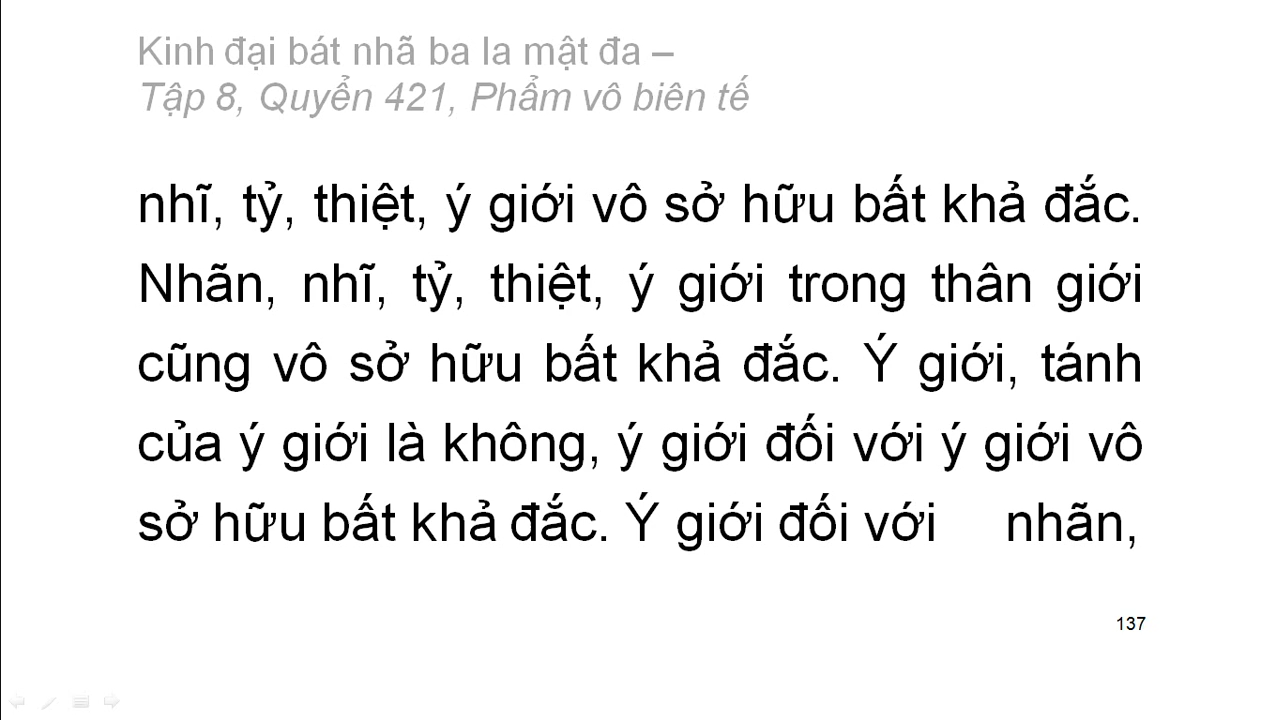 Kinh đại bát nhã ba la mật đa –
Tập 8, Quyển 421, Phẩm vô biên tế
nhĩ, tỷ, thiệt, ý giới vô sở hữu bất khả đắc.
Nhãn, nhĩ, tỷ, thiệt, ý giới trong thân giới
cũng vô sở hữu bất khả đắc. Ý giới, tánh
của ý giới là không, ý giới đối với ý giới vô
sở hữu bất khả đắc. Ý giới đối với nhãn,
137